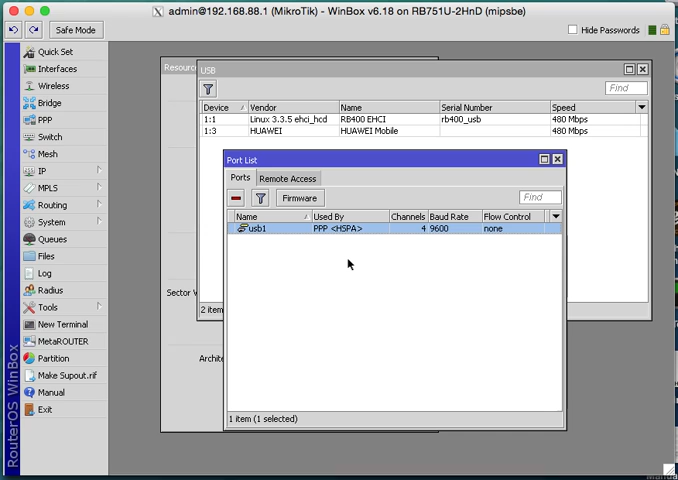 admin@192.168.88.1 (MikroTik) - WinBox v6.18 on RB751U-2HnD (mipsbe)
Safe Mode
Hide Passwords
Quick Set
Interfaces
Wireless
Bridge
PPP
Switch
Mesh
IP
MPLS
Routing
System
Queues
Files
Log
Radius
Tools
New Terminal
MetaROUTER
Partition
Make Supout.rif
Manual
Exit
RouterOS WinBox
Resource
Sector W
Archite
USB
Find
Device Vendor Name Serial Number Speed
1:1 Linux 3.3.5 ehci_hcd RB400 EHCI rb400_usb 480 Mbps
1:3 HUAWEI HUAWEI Mobile 480 Mbps
2 item
Port List
Ports Remote Access
Firmware Find
Name Used By Channels Baud Rate Flow Control
usb1 PPP <HSPA> 4 9600 none
1 item (1 selected)